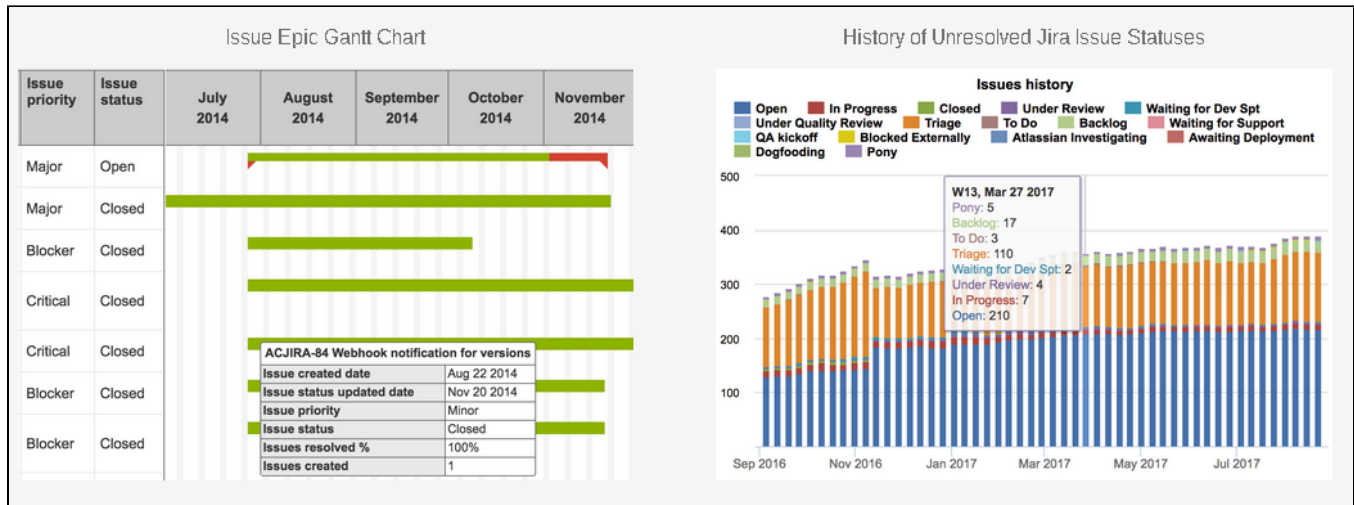 Issue Epic Gantt Chart
Issue priority
Issue status
July 2014
August 2014
September 2014
October 2014
November 2014
Major Open
Major Closed
Blocker Closed
Critical Closed
Critical Closed
Blocker Closed
Blocker Closed
ACJIRA-84 Webhook notification for versions
Issue created date Aug 22 2014
Issue status updated date Nov 20 2014
Issue priority Minor
Issue status Closed
Issues resolved % 100%
Issues created 1
History of Unresolved Jira Issue Statuses
Issues history
Open In Progress Closed Under Review Waiting for Dev Spt
Under Quality Review Triage To Do Backlog Waiting for Support
QA kickoff Blocked Externally Atlassian Investigating Awaiting Deployment
Dogfooding Pony
500
400
300
200
100
W13, Mar 27 2017
Pony: 5
Backlog: 17
To Do: 3
Triage: 110
Waiting for Dev Spt: 2
Under Review: 4
In Progress: 7
Open: 210
Sep 2016 Nov 2016 Jan 2017 Mar 2017 May 2017 Jul 2017